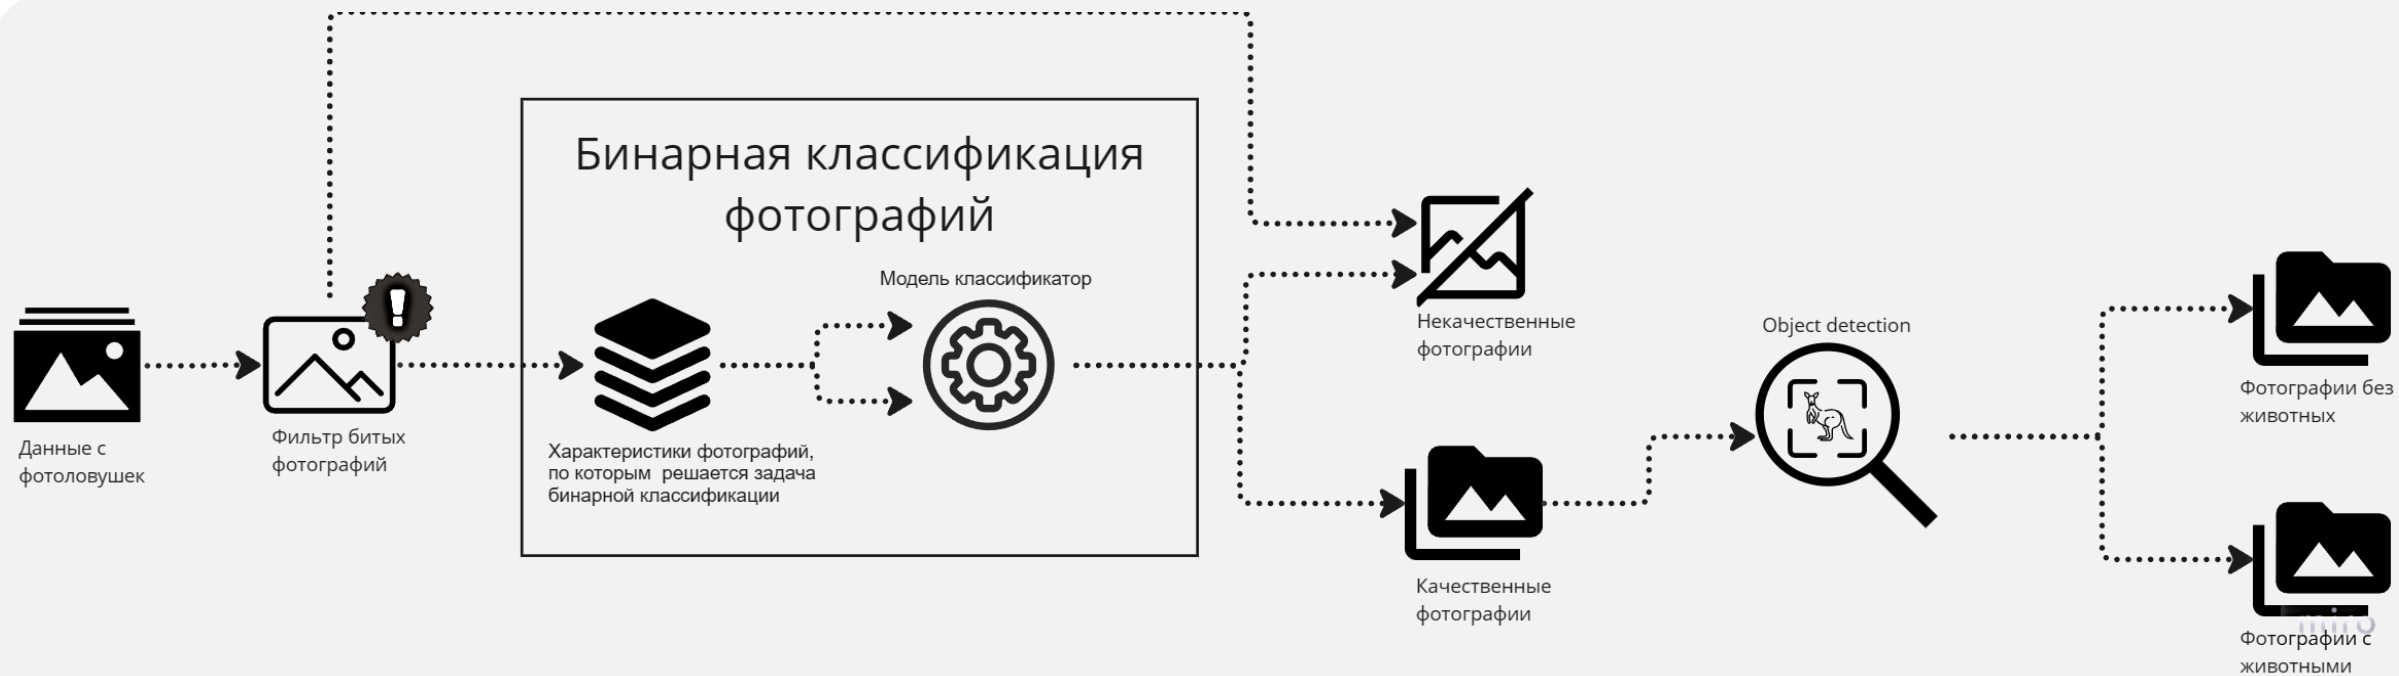 Бинарная классификация
фотографий
Модель классификатор
Характеристики фотографий,
по которым решается задача
бинарной классификации
Данные с
фотоловушек
Фильтр битых
фотографий
Некачественные
фотографии
Качественные
фотографии
Object detection
Фотографии без
животных
miro
Фотографии с
животными